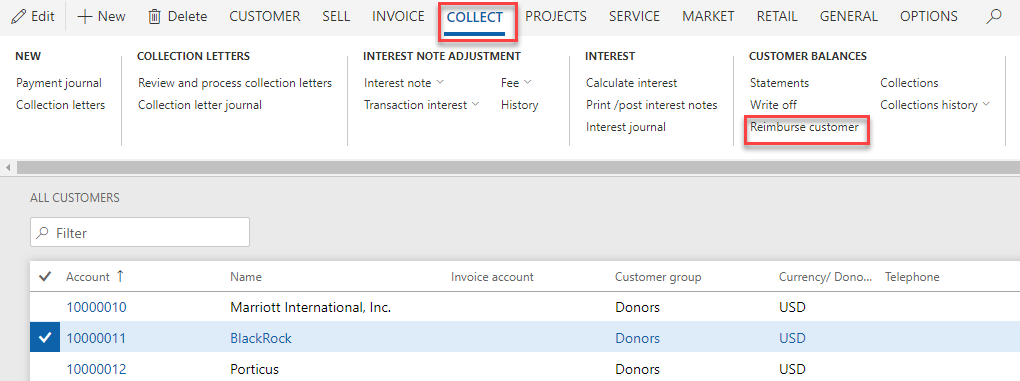 Edit New Delete CUSTOMER SELL INVOICE COLLECT PROJECTS SERVICE MARKET RETAIL GENERAL OPTIONS
NEW COLLECTION LETTERS INTEREST NOTE ADJUSTMENT INTEREST CUSTOMER BALANCES
Payment journal Review and process collection letters Interest note Fee Calculate interest Statements Collections
Collection letters Collection letter journal Transaction interest History Print /post interest notes Write off Collections history
Interest journal Reimburse customer
ALL CUSTOMERS
Filter
Account Name Invoice account Customer group Currency/ Dono... Telephone
10000010 Marriott International, Inc. Donors USD
10000011 BlackRock Donors USD
10000012 Porticus Donors USD